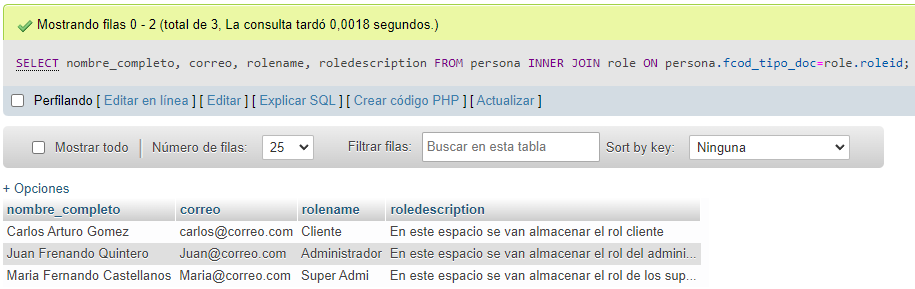 Mostrando filas 0 - 2 (total de 3, La consulta tardó 0,0018 segundos.)
SELECT nombre_completo, correo, rolename, roledescription FROM persona INNER JOIN role ON persona.fcod_tipo_doc=role.roleid;
Perfilando [ Editar en línea ] [ Editar ] [ Explicar SQL ] [ Crear código PHP ] [ Actualizar ]
Mostrar todo | Número de filas: 25 Filtrar filas: Buscar en esta tabla Sort by key: Ninguna
+ Opciones
nombre_completo correo rolename roledescription
Carlos Arturo Gomez carlos@correo.com Cliente En este espacio se van almacenar el rol cliente
Juan Frenando Quintero Juan@correo.com Administrador En este espacio se van almacenar el rol del admini...
Maria Fernando Castellanos Maria@correo.com Super Admi En este espacio se van almacenar el rol de los sup...